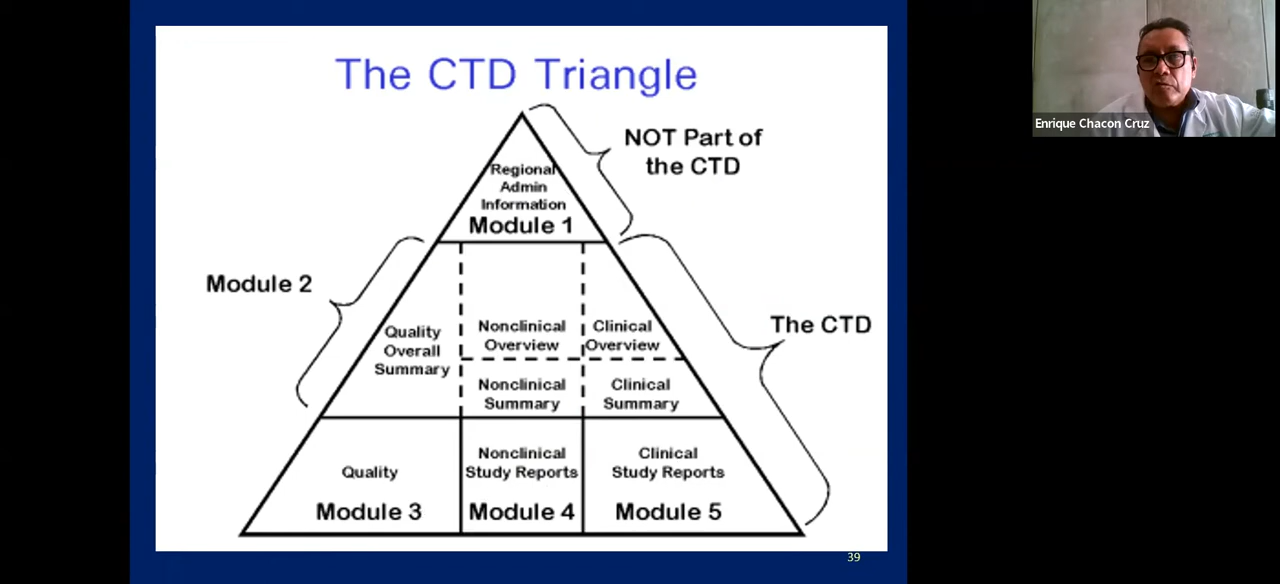 The CTD Triangle
Enrique Chacon Cruz
NOT Part of
the CTD
Regional
Admin
Information
Module 1
Module 2
The CTD
Quality
Overall
Summary
Nonclinical
Overview
Clinical
Overview
Nonclinical
Summary
Clinical
Summary
Quality
Module 3
Nonclinical
Study Reports
Module 4
Clinical
Study Reports
Module 5
39